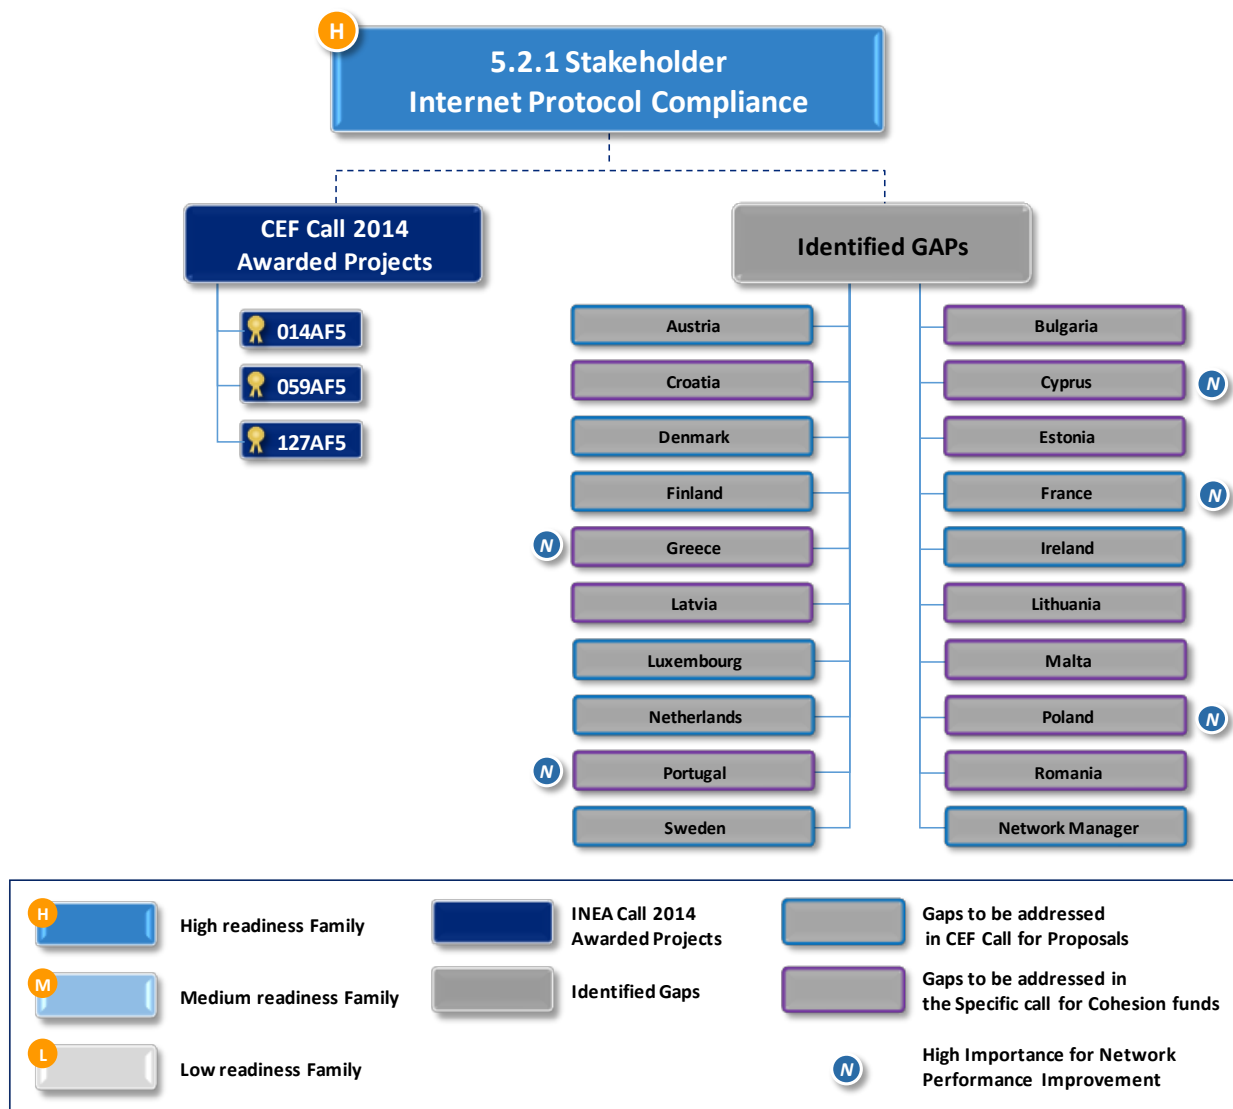 H
5.2.1 Stakeholder
Internet Protocol Compliance
CEF Call 2014
Awarded Projects
014AF5
059AF5
127AF5
Identified GAPs
Austria
Bulgaria
Croatia
Cyprus
N
Denmark
Estonia
Finland
France
N
N
Greece
Ireland
Latvia
Lithuania
Luxembourg
Malta
Netherlands
Poland
N
N
Portugal
Romania
Sweden
Network Manager
H
High readiness Family
M
Medium readiness Family
L
Low readiness Family
INEA Call 2014
Awarded Projects
Identified Gaps
Gaps to be addressed
in CEF Call for Proposals
Gaps to be addressed in
the Specific call for Cohesion funds
N
High Importance for Network
Performance Improvement